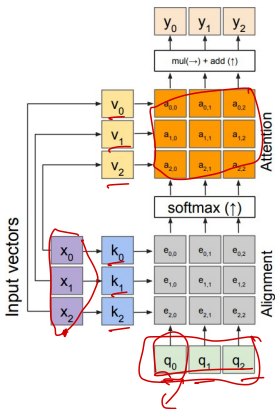 y0 y1 y2
mul(→) + add (↑)
v0 a0,0 a0,1 a0,2
v1 a1,0 a1,1 a1,2
v2 a2,0 a2,1 a2,2
Attention
softmax (↑)
Input vectors
x0 k0 e0,0 e0,1 e0,2
x1 k1 e1,0 e1,1 e1,2
x2 k2 e2,0 e2,1 e2,2
Alignment
q0 q1 q2